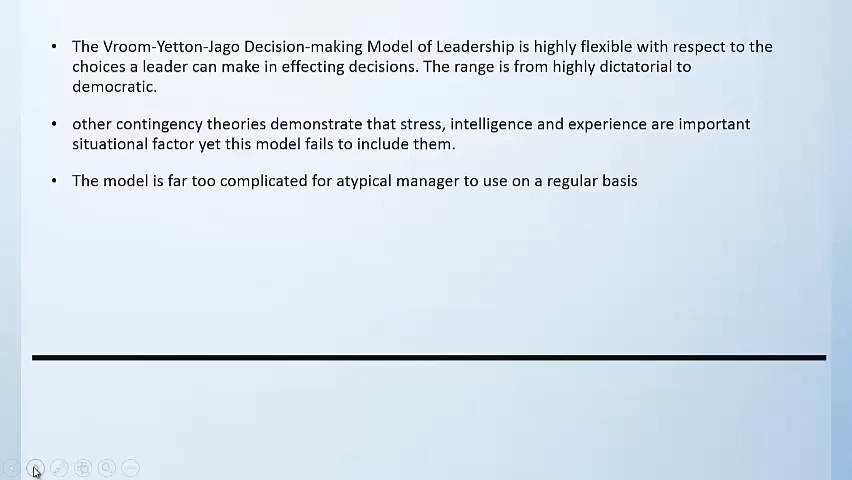 • The Vroom-Yetton-Jago Decision-making Model of Leadership is highly flexible with respect to the
choices a leader can make in effecting decisions. The range is from highly dictatorial to
democratic.
• other contingency theories demonstrate that stress, intelligence and experience are important
situational factor yet this model fails to include them.
• The model is far too complicated for atypical manager to use on a regular basis